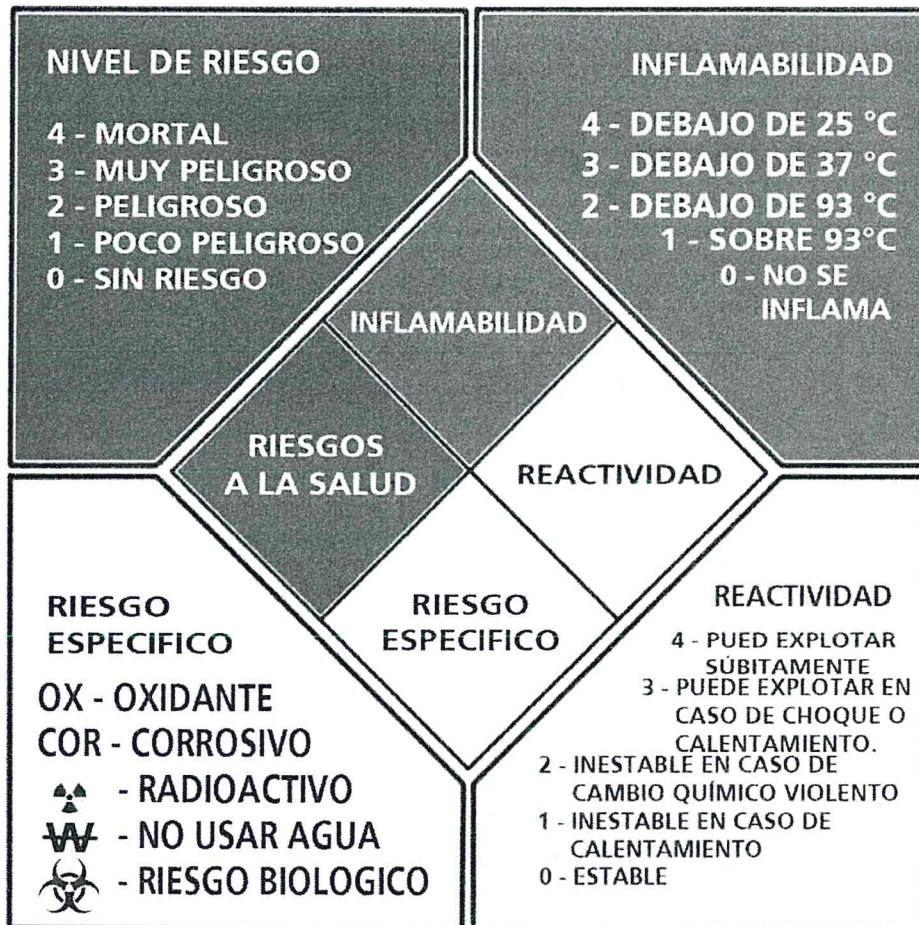 NIVEL DE RIESGO
4 - MORTAL
3 - MUY PELIGROSO
2 - PELIGROSO
1 - POCO PELIGROSO
0 - SIN RIESGO
INFLAMABILIDAD
4 - DEBAJO DE 25 °C
3 - DEBAJO DE 37 °C
2 - DEBAJO DE 93 °C
1 - SOBRE 93°C
0 - NO SE
INFLAMA
INFLAMABILIDAD
RIESGOS
A LA SALUD
REACTIVIDAD
RIESGO
ESPECIFICO
RIESGO
ESPECIFICO
OX - OXIDANTE
COR - CORROSIVO
- RADIOACTIVO
W - NO USAR AGUA
- RIESGO BIOLOGICO
REACTIVIDAD
4 - PUED EXPLOTAR
SÚBITAMENTE
3 - PUEDE EXPLOTAR EN
CASO DE CHOQUE O
CALENTAMIENTO.
2 - INESTABLE EN CASO DE
CAMBIO QUÍMICO VIOLENTO
1 - INESTABLE EN CASO DE
CALENTAMIENTO
0 - ESTABLE